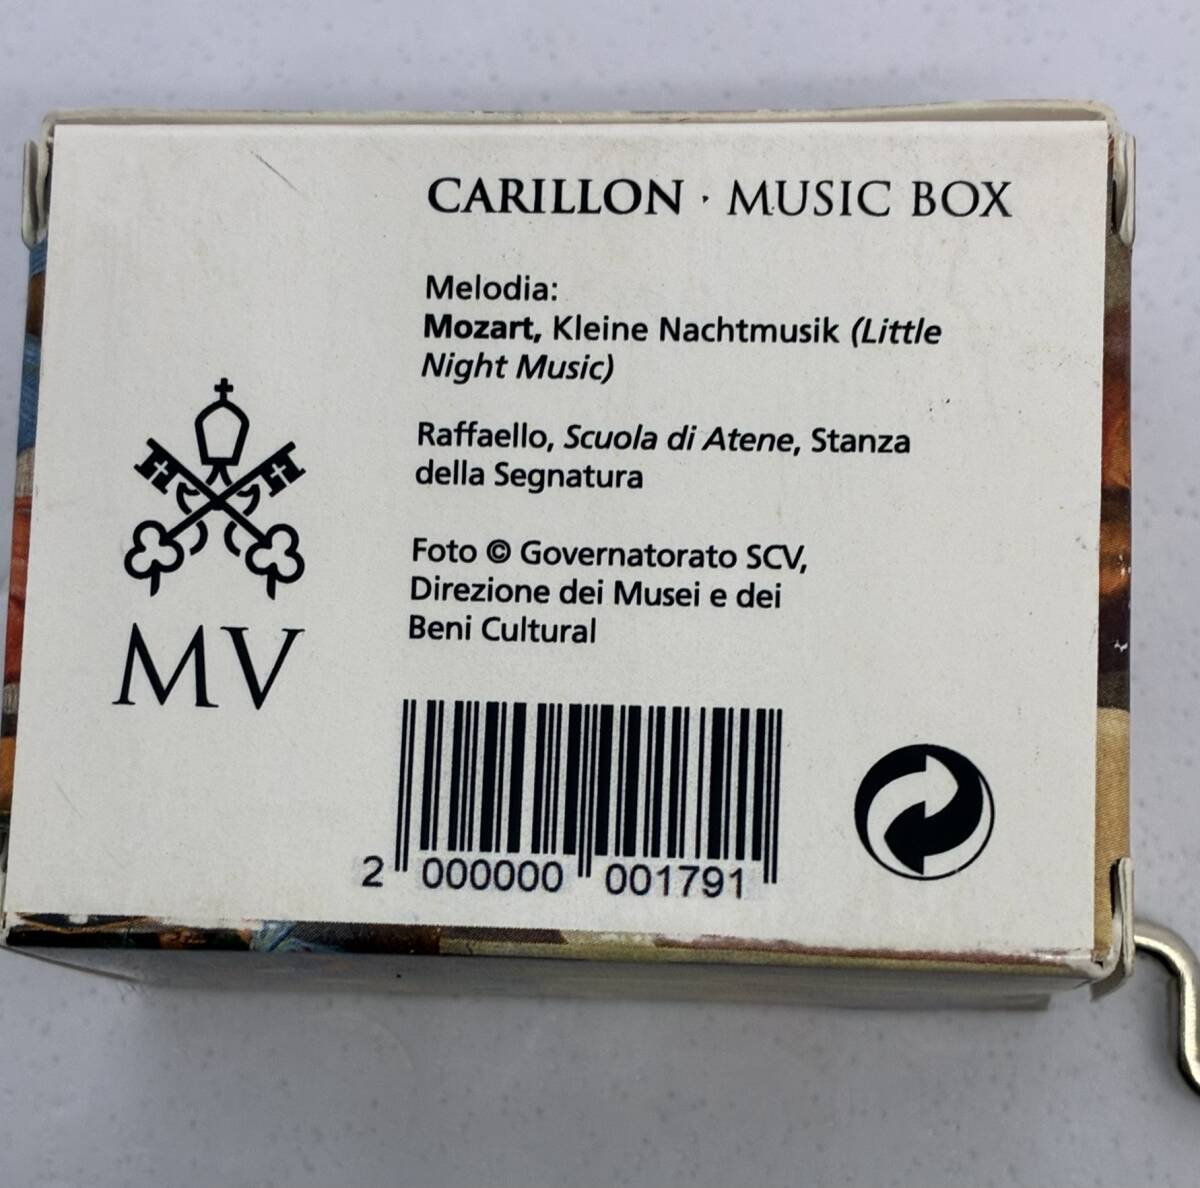 CARILLON · MUSIC BOX
Melodia:
Mozart, Kleine Nachtmusik (Little
Night Music)
Raffaello, Scuola di Atene, Stanza
della Segnatura
Foto © Governatorato SCV,
Direzione dei Musei e dei
Beni Cultural
MV
2 000000 001791